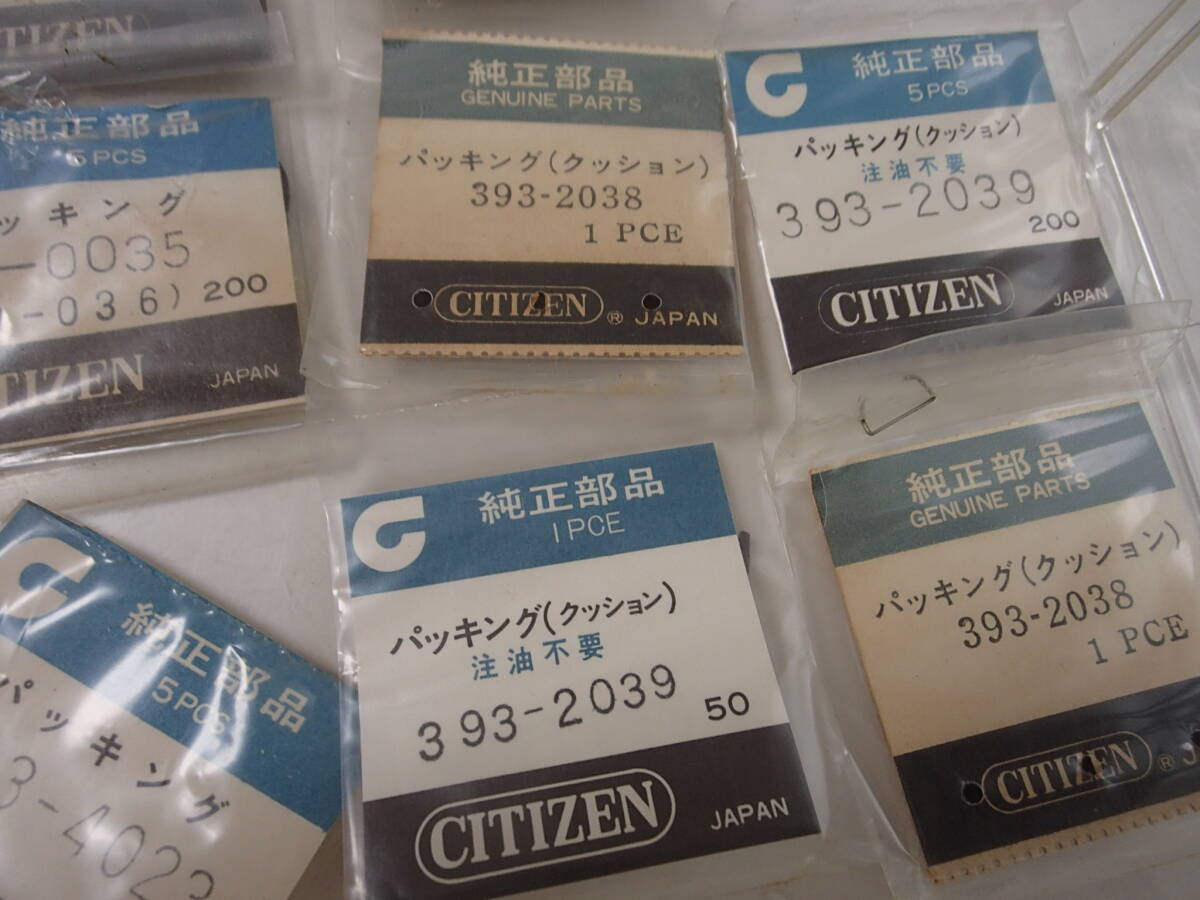 TIZEN
純正部品
5PCS
ッキング
-0035
-036) 200
TIZEN JAPAN
純正部品
GENUINE PARTS
パッキング(クッション)
393-2038
1 PCE
CITIZEN ® JAPAN
純正部品
5PCS
パッキング(クッション)
注油不要
393-2039
200
CITIZEN JAPAN
純正部品
5PCS
パッキング
3-402
純正部品
1PCE
パッキング(クッション)
注油不要
393-2039 50
CITIZEN JAPAN
純正部品
GENUINE PARTS
パッキング(クッション)
393-2038
1 PCE
CITIZEN ® J